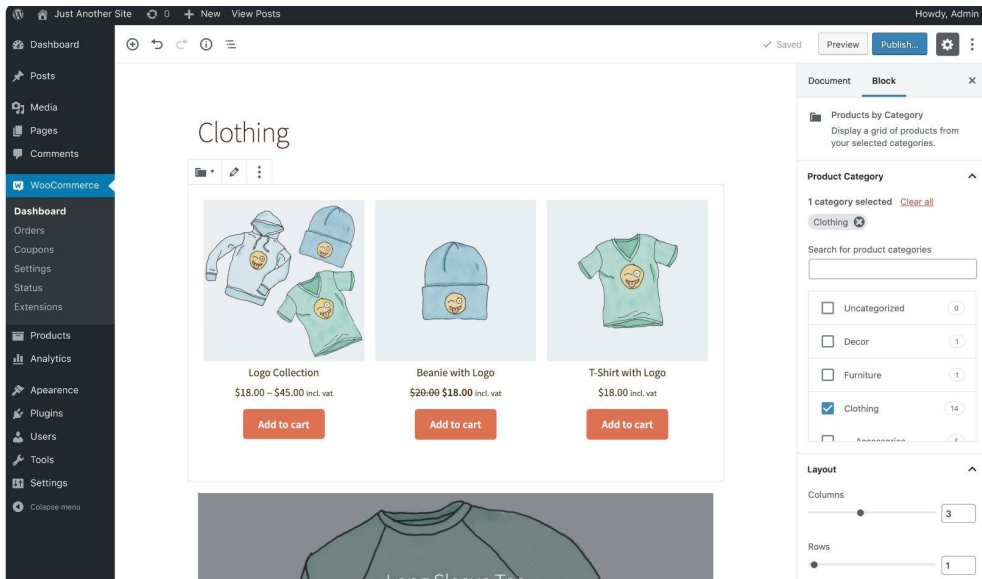 Just Another Site 0 New View Posts Howdy, Admin
Dashboard
Posts
Media
Pages
Comments
WooCommerce
Dashboard
Orders
Coupons
Settings
Status
Extensions
Products
Analytics
Apearence
Plugins
Users
Tools
Settings
Colapse menu
Saved Preview Publish...
Clothing
Logo Collection
$18.00 – $45.00 incl. vat
Add to cart
Beanie with Logo
$20.00 $18.00 incl. vat
Add to cart
T-Shirt with Logo
$18.00 incl. vat
Add to cart
Long Sleeve Tee
Document Block
Products by Category
Display a grid of products from
your selected categories.
Product Category
1 category selected Clear all
Clothing
Search for product categories
Uncategorized 0
Decor 1
Furniture 1
Clothing 14
Accessories 5
Layout
Columns
3
Rows
1